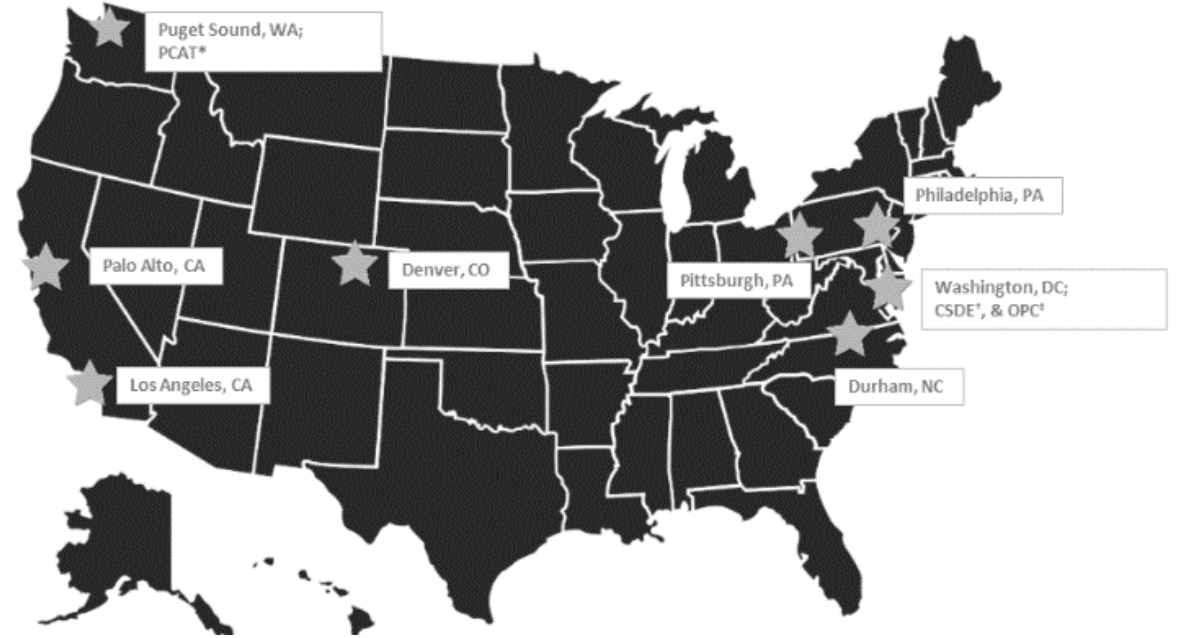 Puget Sound, WA;
PCAT*
Philadelphia, PA
Palo Alto, CA
Denver, CO
Pittsburgh, PA
Washington, DC;
CSDE†, & OPC‡
Los Angeles, CA
Durham, NC